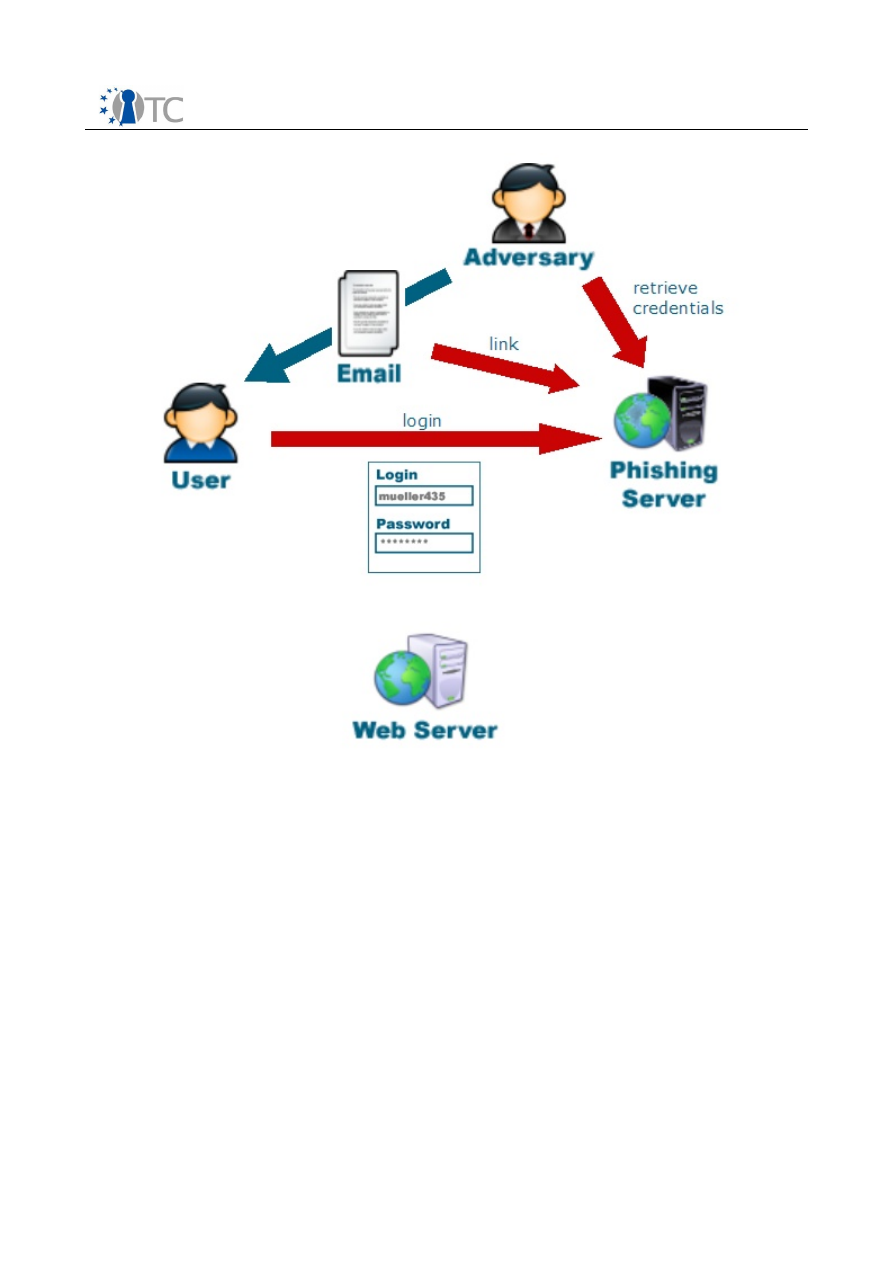 TC
Adversary
retrieve
credentials
link
Email
login
User
Phishing
Server
Login
mueller435
Password
********
Web Server